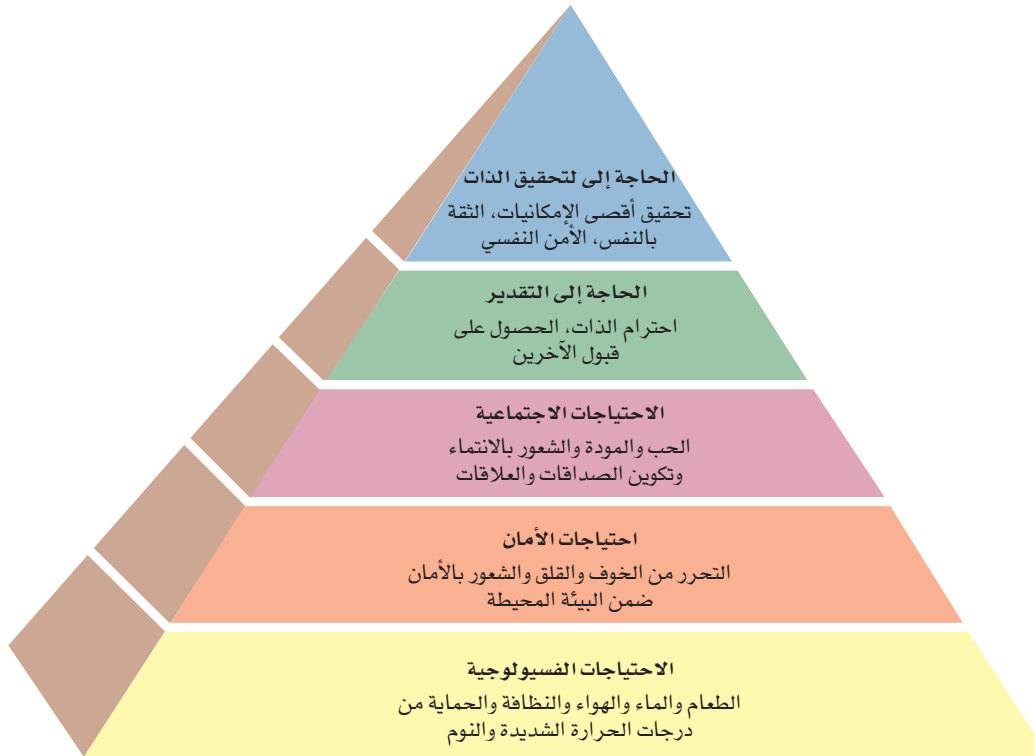 الحاجة إلى لتحقيق الذات
تحقيق أقصى الإمكانيات، الثقة
بالنفس، الأمن النفسي
الحاجة إلى التقدير
احترام الذات، الحصول على
قبول الآخرين
الاحتياجات الاجتماعية
الحب والمودة والشعور بالانتماء
وتكوين الصداقات والعلاقات
احتياجات الأمان
التحرر من الخوف والقلق والشعور بالأمان
ضمن البيئة المحيطة
الاحتياجات الفسيولوجية
الطعام والماء والهواء والنظافة والحماية من
درجات الحرارة الشديدة والنوم